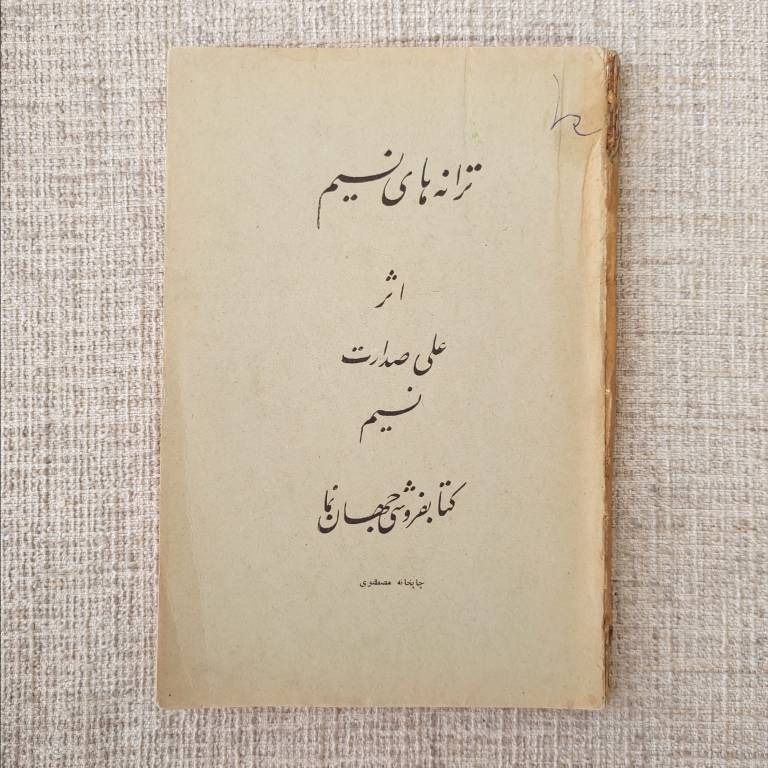 ترانه های نسیم
اثر
علی صدارت
نسیم
کتابفروشی جهان نما
چاپخانه مصطفوی